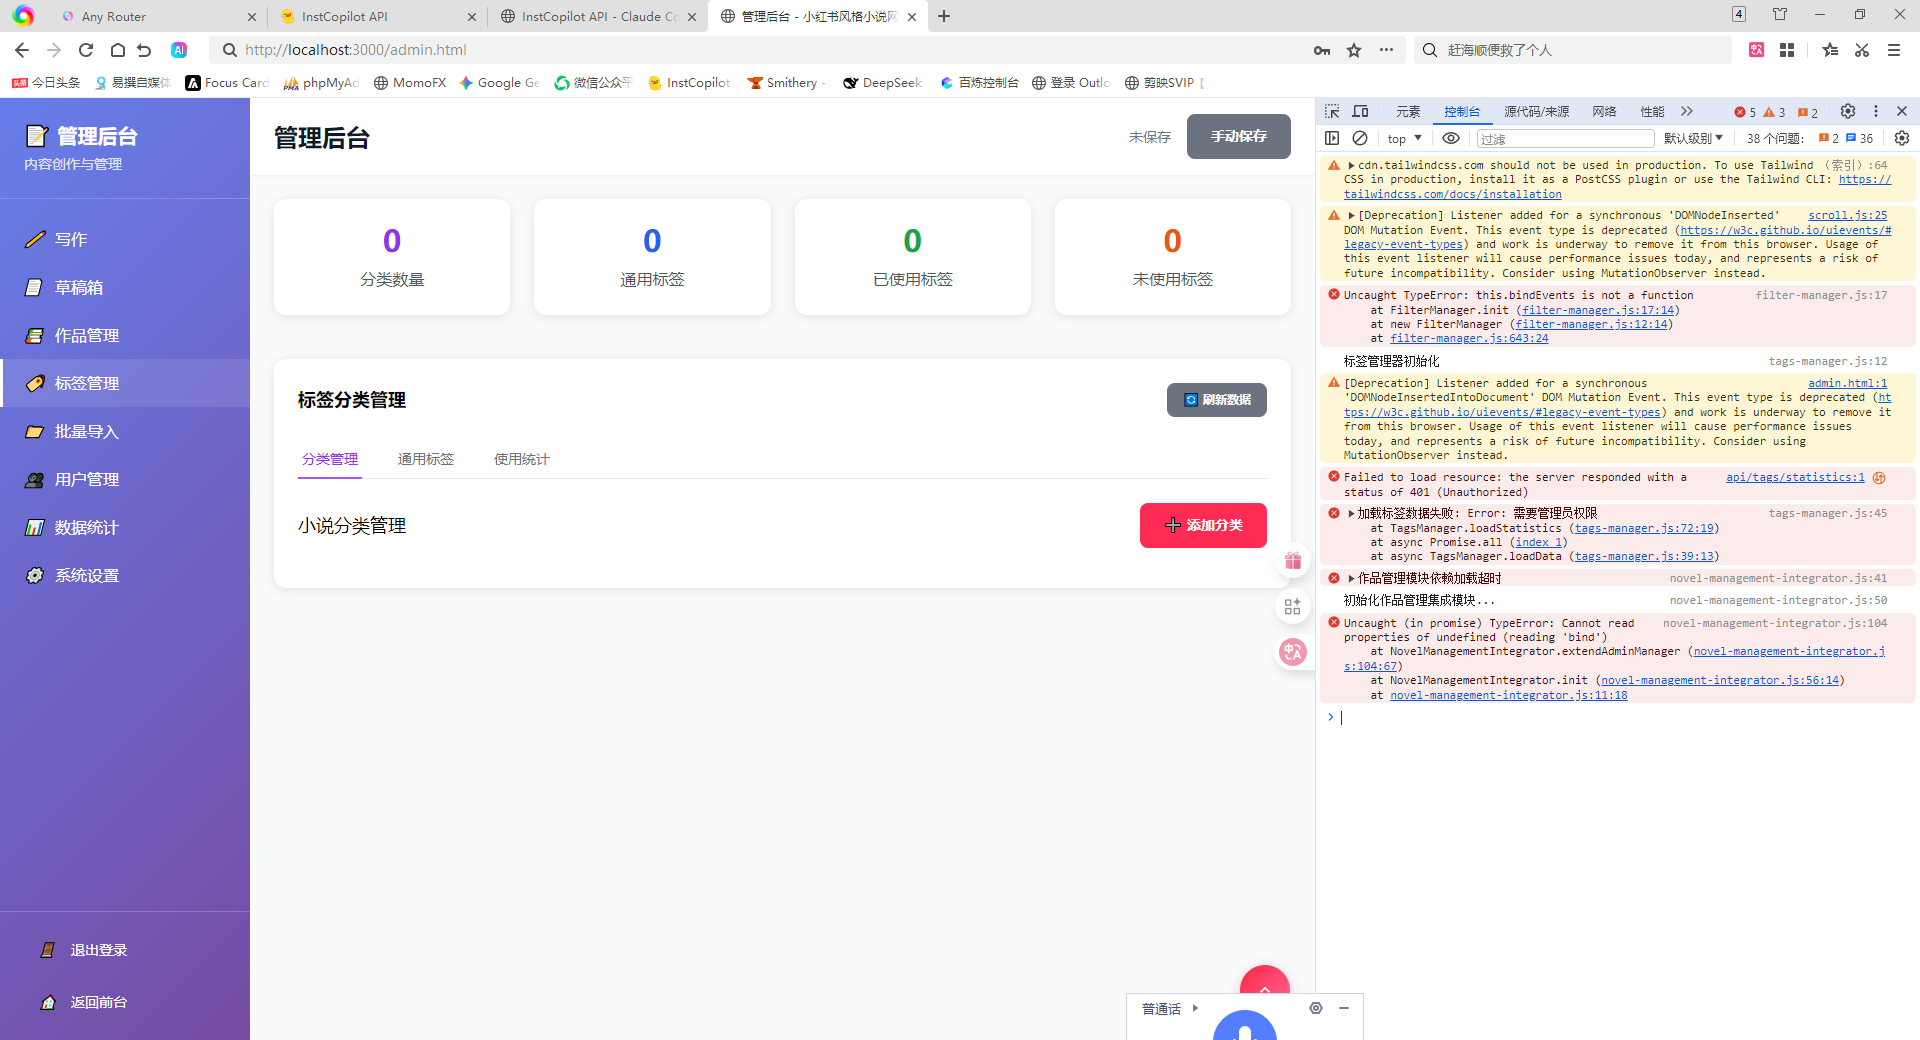 Any Router
InstCopilot API
InstCopilot API - Claude Cc
管理后台 - 小红书风格小说网
4
http://localhost:3000/admin.html
赶海顺便救了个人
今日头条
易撰自媒体
Focus Card
phpMyAd
MomoFX
Google Ge
微信公众平
InstCopilot
Smithery -
DeepSeek
百炼控制台
登录 Outlo
剪映SVIP [
管理后台
内容创作与管理
写作
草稿箱
作品管理
标签管理
批量导入
用户管理
数据统计
系统设置
退出登录
返回前台
管理后台
未保存
手动保存
0
分类数量
0
通用标签
0
已使用标签
0
未使用标签
标签分类管理
刷新数据
分类管理
通用标签
使用统计
小说分类管理
添加分类
普通话
元素
控制台
源代码/来源
网络
性能
5
3
2
top
过滤
默认级别
38 个问题:
2
36
cdn.tailwindcss.com should not be used in production. To use Tailwind （索引）:64
CSS in production, install it as a PostCSS plugin or use the Tailwind CLI: https://
tailwindcss.com/docs/installation
[Deprecation] Listener added for a synchronous 'DOMNodeInserted' scroll.js:25
DOM Mutation Event. This event type is deprecated (https://w3c.github.io/uievents/#
legacy-event-types) and work is underway to remove it from this browser. Usage of
this event listener will cause performance issues today, and represents a risk of
future incompatibility. Consider using MutationObserver instead.
Uncaught TypeError: this.bindEvents is not a function filter-manager.js:17
at FilterManager.init (filter-manager.js:17:14)
at new FilterManager (filter-manager.js:12:14)
at filter-manager.js:643:24
标签管理器初始化 tags-manager.js:12
[Deprecation] Listener added for a synchronous admin.html:1
'DOMNodeInsertedIntoDocument' DOM Mutation Event. This event type is deprecated (ht
tps://w3c.github.io/uievents/#legacy-event-types) and work is underway to remove it
from this browser. Usage of this event listener will cause performance issues
today, and represents a risk of future incompatibility. Consider using
MutationObserver instead.
Failed to load resource: the server responded with a api/tags/statistics:1
status of 401 (Unauthorized)
加载标签数据失败: Error: 需要管理员权限 tags-manager.js:45
at TagsManager.loadStatistics (tags-manager.js:72:19)
at async Promise.all (index 1)
at async TagsManager.loadData (tags-manager.js:39:13)
作品管理模块依赖加载超时 novel-management-integrator.js:41
初始化作品管理集成模块... novel-management-integrator.js:50
Uncaught (in promise) TypeError: Cannot read novel-management-integrator.js:104
properties of undefined (reading 'bind')
at NovelManagementIntegrator.extendAdminManager (novel-management-integrator.j
s:104:67)
at NovelManagementIntegrator.init (novel-management-integrator.js:56:14)
at novel-management-integrator.js:11:18